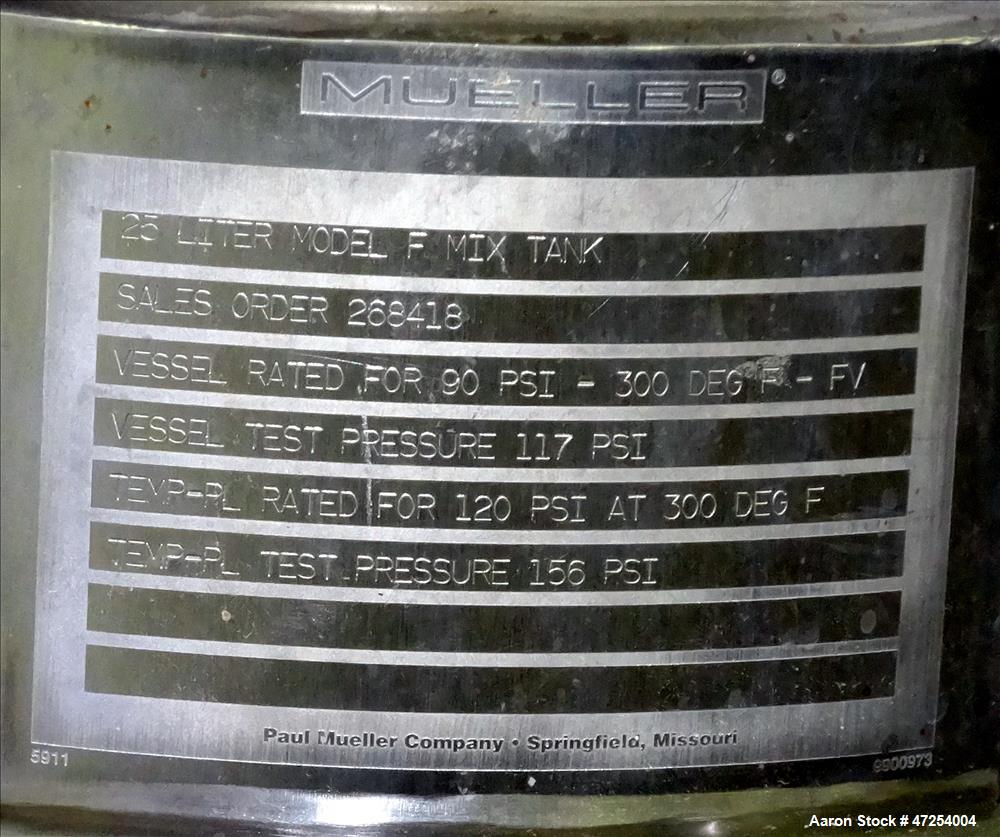 MUELLER®
25 LITER MODEL F MIX TANK
SALES ORDER 268418
VESSEL RATED FOR 90 PSI - 300 DEG F - FV
VESSEL TEST PRESSURE 117 PSI
TEMP-PL RATED FOR 120 PSI AT 300 DEG F
TEMP-PL TEST PRESSURE 156 PSI
Paul Mueller Company • Springfield, Missouri
5911 9900973
Aaron Stock # 47254004